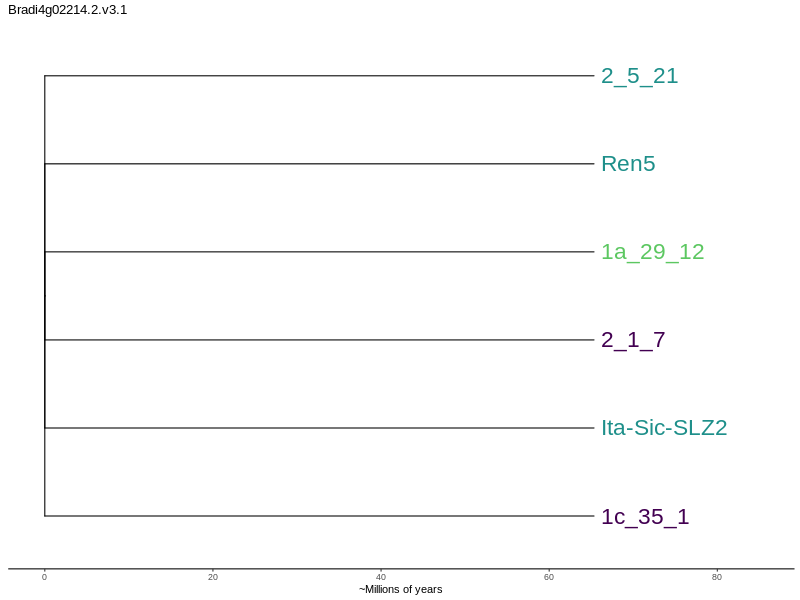 Bradi4g02214.2.v3.1
2_5_21
Ren5
1a_29_12
2_1_7
Ita-Sic-SLZ2
1c_35_1
0 20 40 60 80
~Millions of years